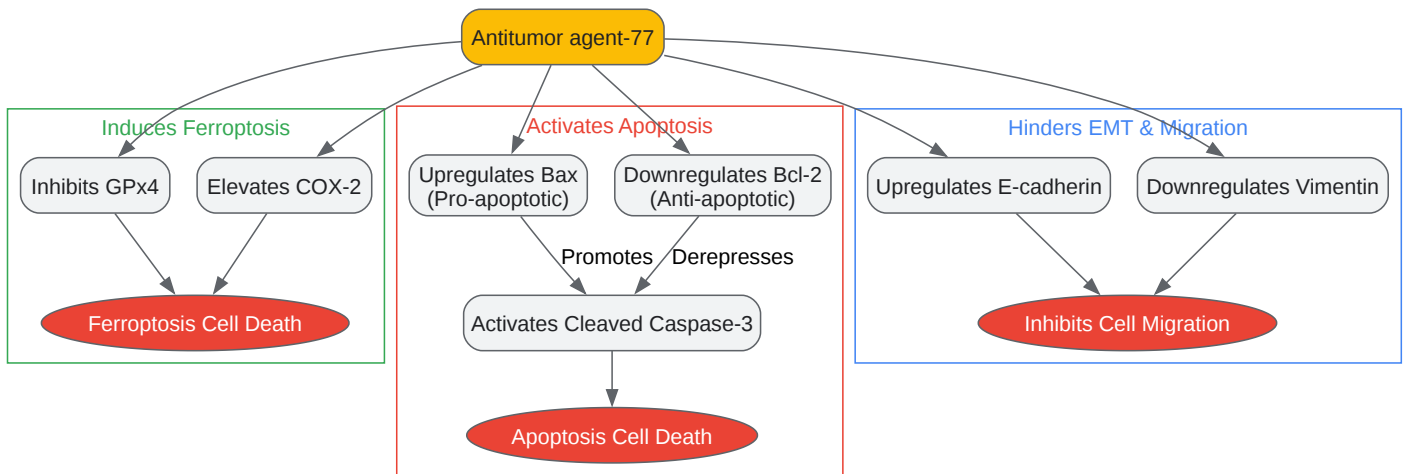 Antitumor agent-77
Induces Ferroptosis
Activates Apoptosis
Hinders EMT & Migration
Inhibits GPx4
Elevates COX-2
Upregulates Bax
(Pro-apoptotic)
Downregulates Bcl-2
(Anti-apoptotic)
Upregulates E-cadherin
Downregulates Vimentin
Promotes
Derepresses
Ferroptosis Cell Death
Activates Cleaved Caspase-3
Inhibits Cell Migration
Apoptosis Cell Death